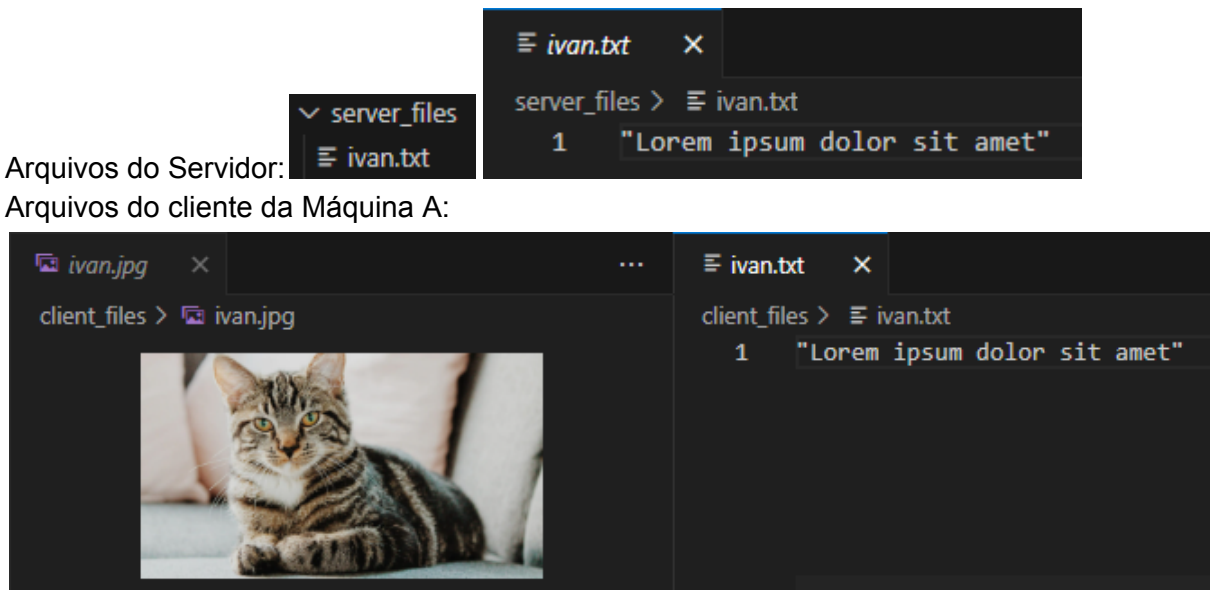 ivan.txt
server_files > ivan.txt
1 "Lorem ipsum dolor sit amet"
server_files
ivan.txt
Arquivos do Servidor:
Arquivos do cliente da Máquina A:
ivan.jpg ...
client_files > ivan.jpg
ivan.txt
client_files > ivan.txt
1 "Lorem ipsum dolor sit amet"